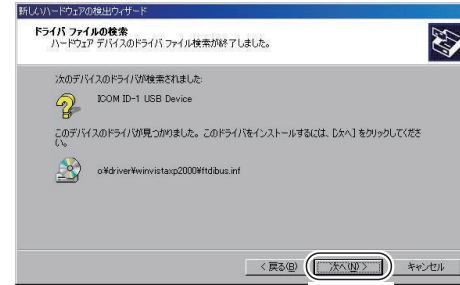 新しいハードウェアの検出ウィザード
ドライバ ファイルの検索
ハードウェア デバイスのドライバ ファイル検索が終了しました。
次のデバイスのドライバが検索されました:
ICOM ID-1 USB Device
このデバイスのドライバが見つかりました。このドライバをインストールするには、[次へ] をクリックしてくださ
い。
o:¥driver¥winvistaxp2000¥ftdibus.inf
< 戻る(B)
次へ(N) >
キャンセル